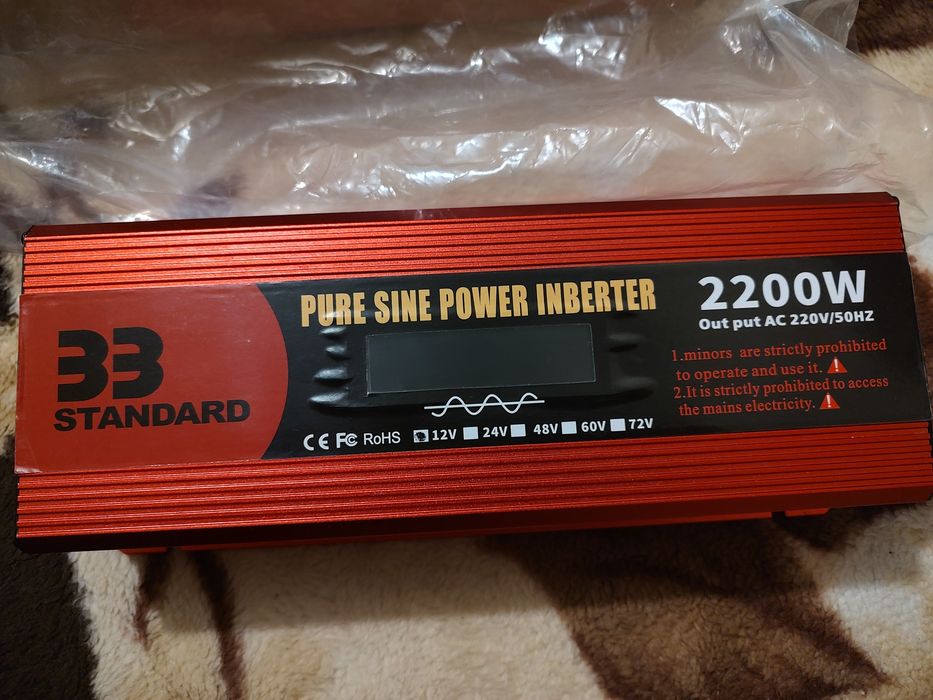 33
STANDARD
PURE SINE POWER INBERTER
CE FC RoHS 12V 24V 48V 60V 72V
2200W
Out put AC 220V/50HZ
1.minors are strictly prohibited
to operate and use it.
2.It is strictly prohibited to access
the mains electricity.